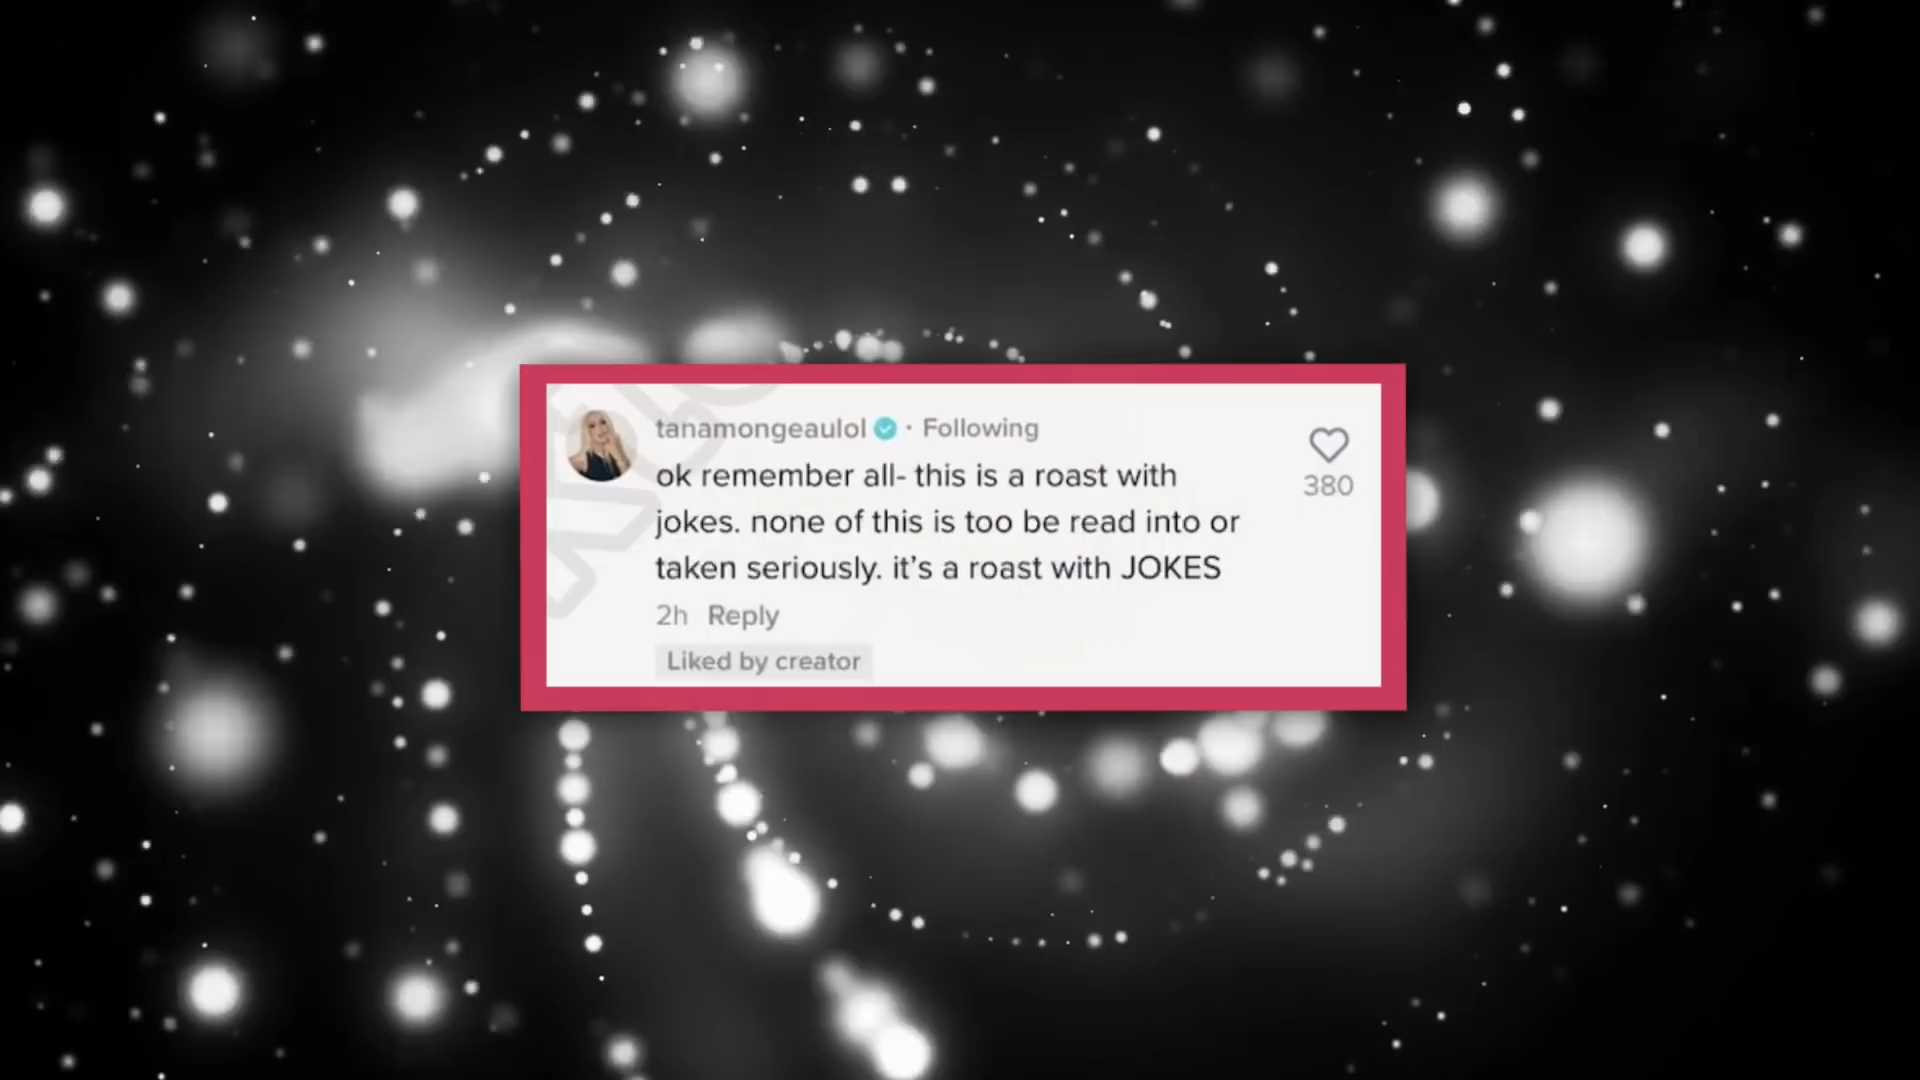 tanamongeaulol · Following
ok remember all- this is a roast with
jokes. none of this is too be read into or
taken seriously. it’s a roast with JOKES
380
2h Reply
Liked by creator